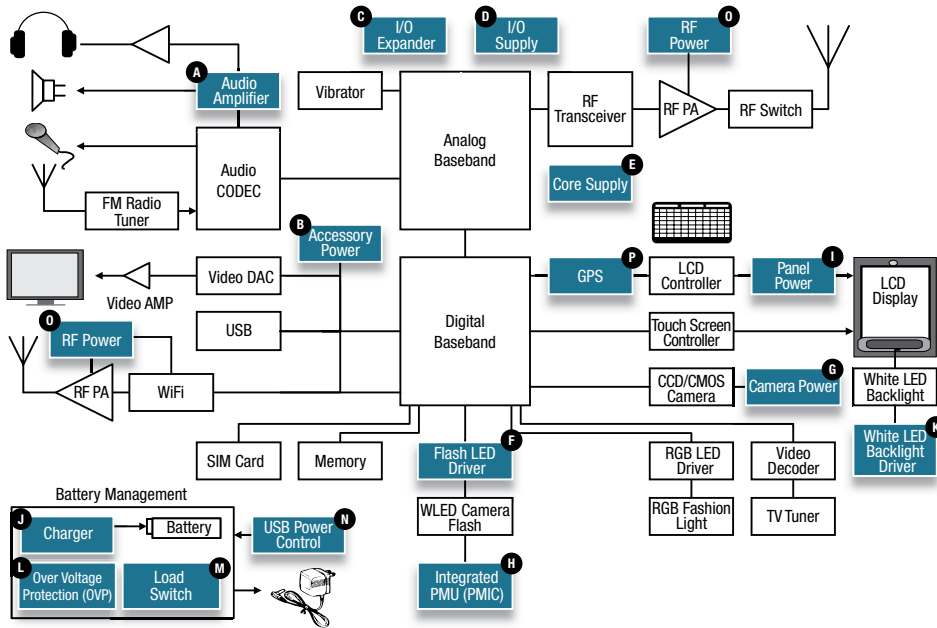 C
I/O
Expander
D
I/O
Supply
O
RF
Power
A
Audio
Amplifier
Vibrator
Analog
Baseband
RF
Transceiver
RF PA
RF Switch
Audio
CODEC
E
Core Supply
FM Radio
Tuner
B
Accessory
Power
Video AMP
Video DAC
P
GPS
LCD
Controller
I
Panel
Power
LCD
Display
USB
Digital
Baseband
Touch Screen
Controller
O
RF Power
RF PA
WiFi
CCD/CMOS
Camera
G
Camera Power
White LED
Backlight
K
White LED
Backlight
Driver
SIM Card
Memory
F
Flash LED
Driver
RGB LED
Driver
Video
Decoder
WLED Camera
Flash
RGB Fashion
Light
TV Tuner
H
Integrated
PMU (PMIC)
Battery Management
J
Charger
Battery
N
USB Power
Control
L
Over Voltage
Protection (OVP)
M
Load
Switch